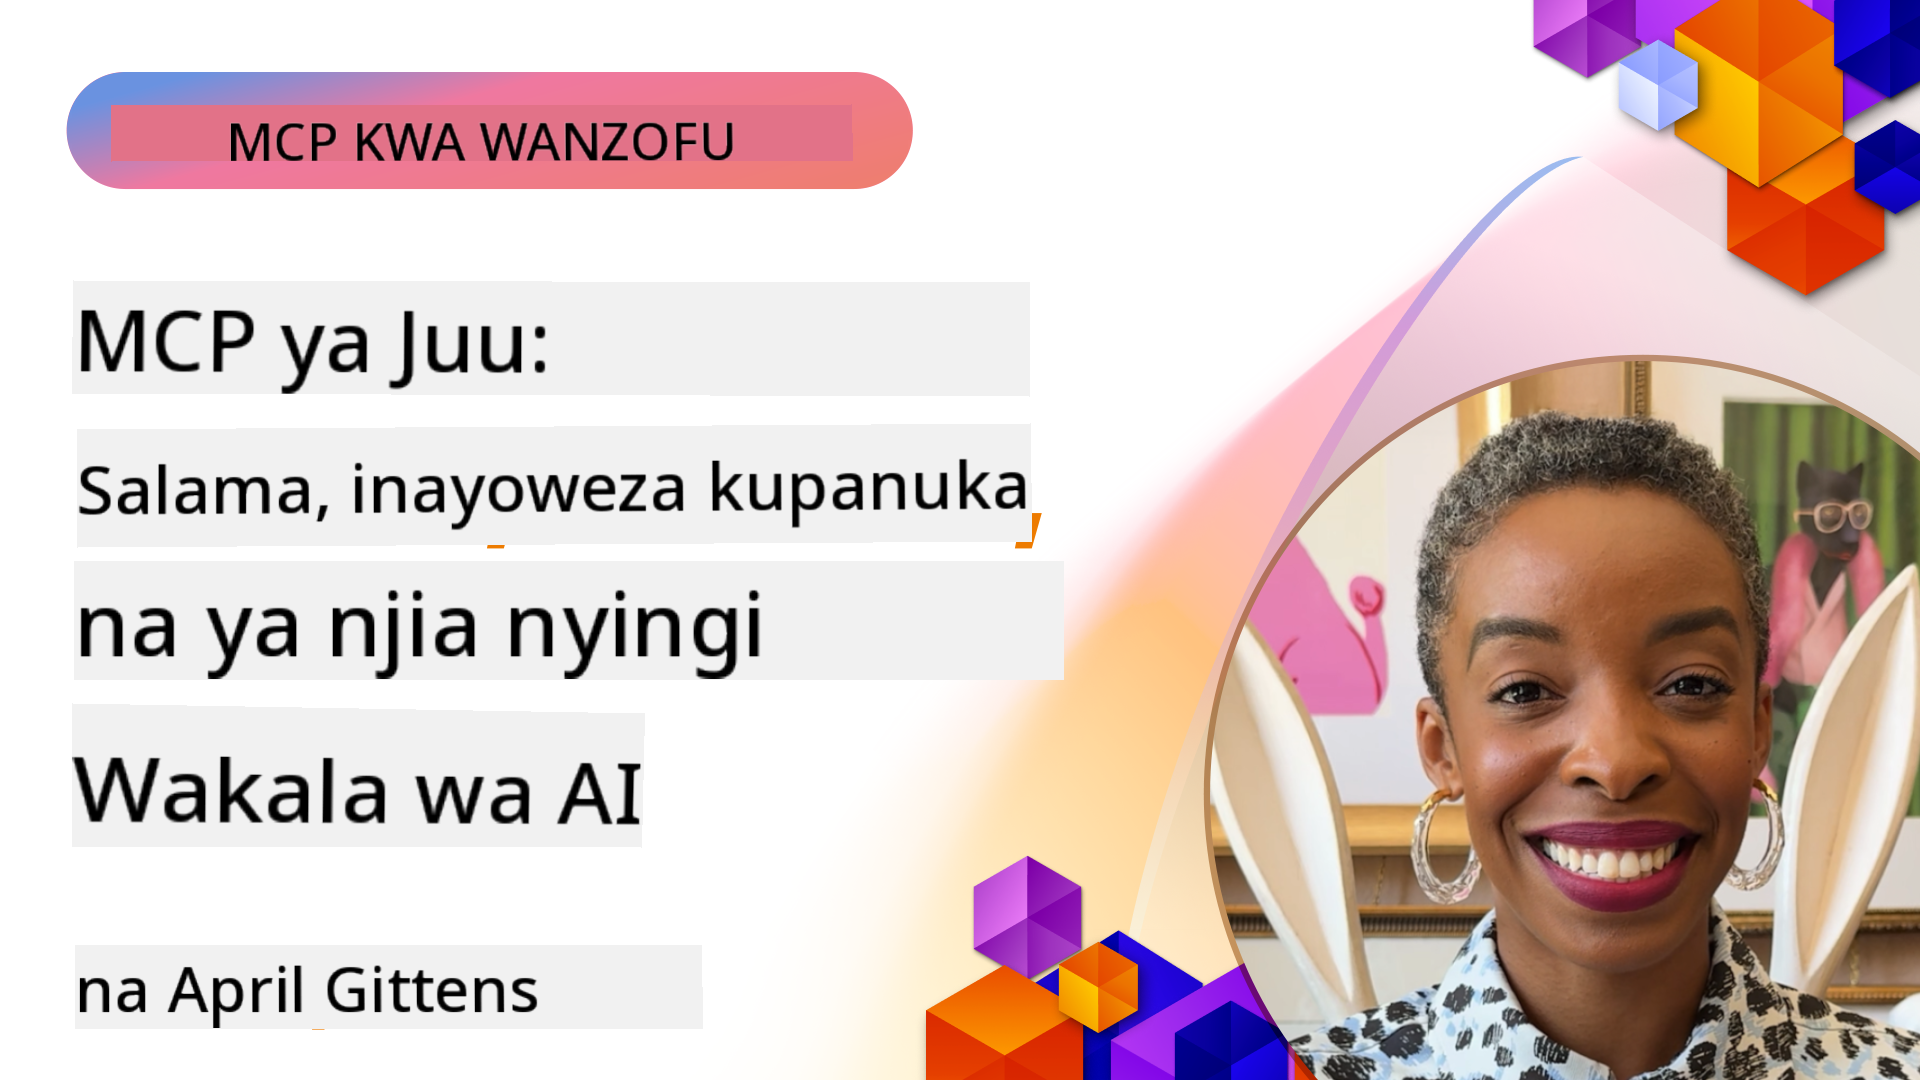 MCP KWA WANZOFU
MCP ya Juu:
Salama, inayoweza kupanuka
na ya njia nyingi
Wakala wa AI
na April Gittens